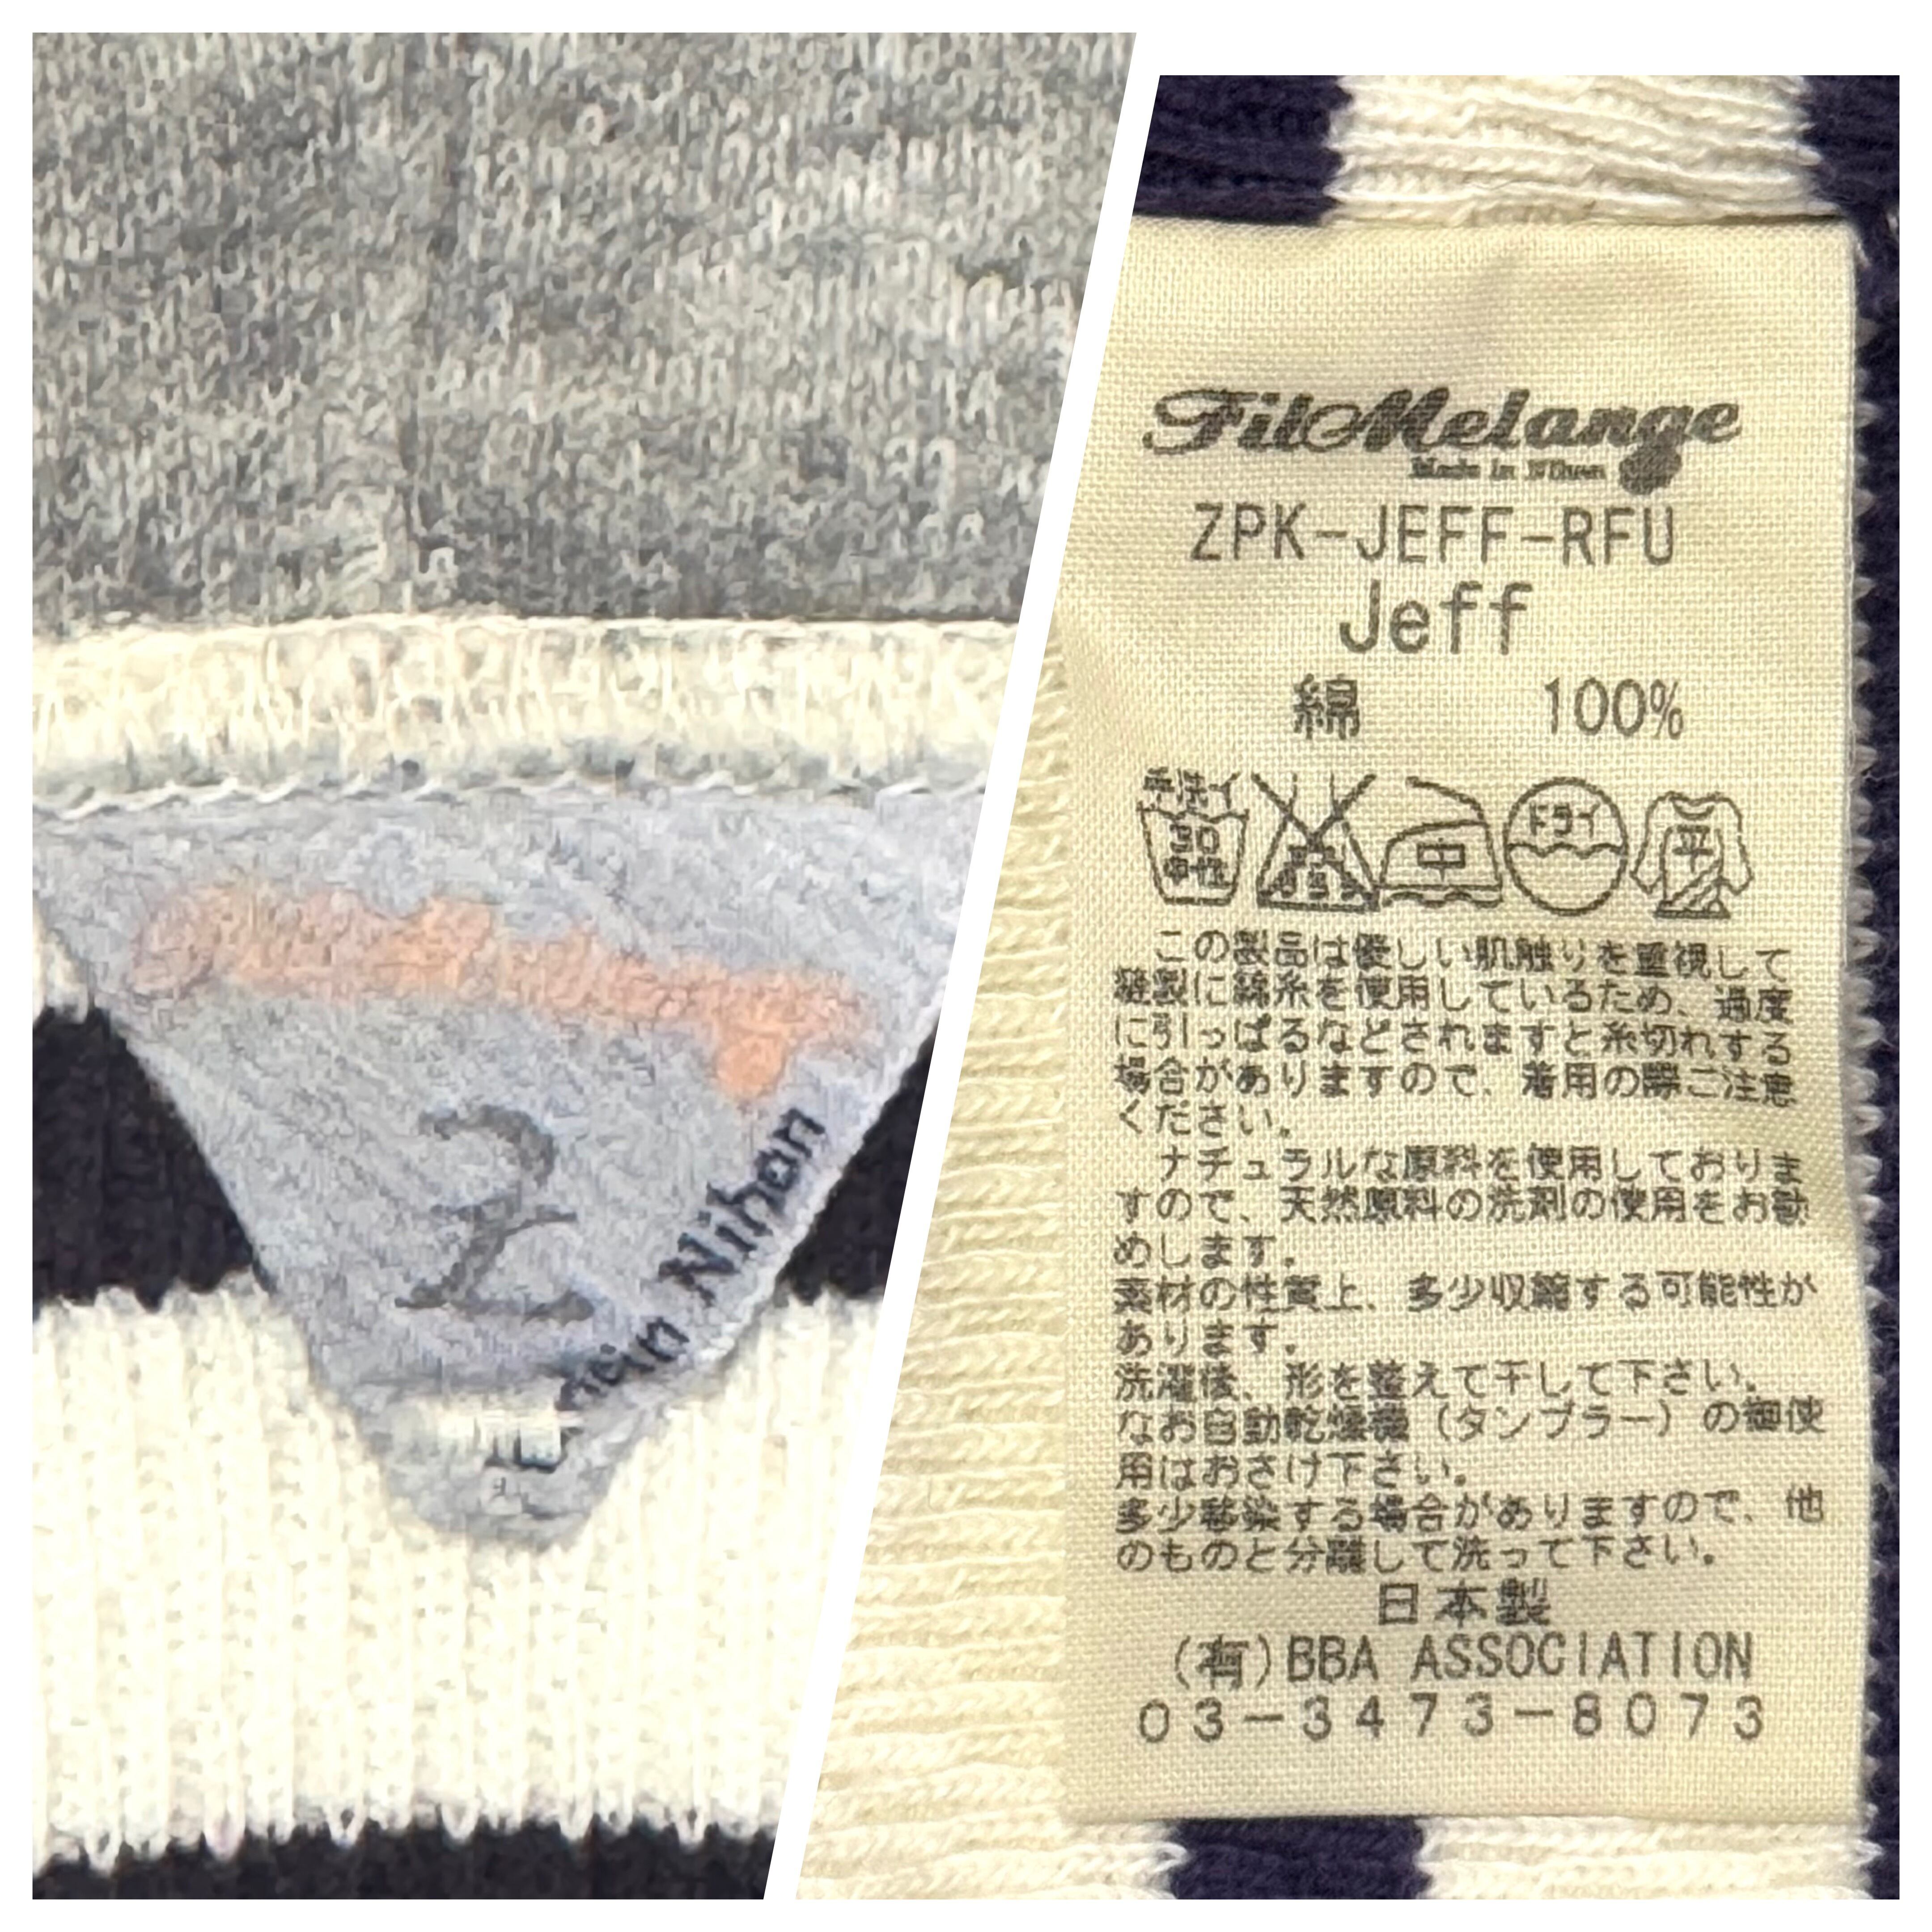 2
in Nihon
FilMelange
Made in Nihon
ZPK-JEFF-RFU
Jeff
綿 100%
手洗
中
ドライ
平
この製品は優しい肌触りを重視して
縫製に綿糸を使用しているため、過度
に引っぱるなどされますと糸切れする
場合がありますので、着用の際ご注意
ください。
ナチュラルな原料を使用しておりま
すので、天然原料の洗剤の使用をお勧
めします。
素材の性質上、多少収縮する可能性が
あります。
洗濯後、形を整えて干して下さい。
なお自動乾燥機（タンブラー）の御使
用はおさけ下さい。
多少移染する場合がありますので、他
のものと分離して洗って下さい。
日本製
(有)BBA ASSOCIATION
03-3473-8073